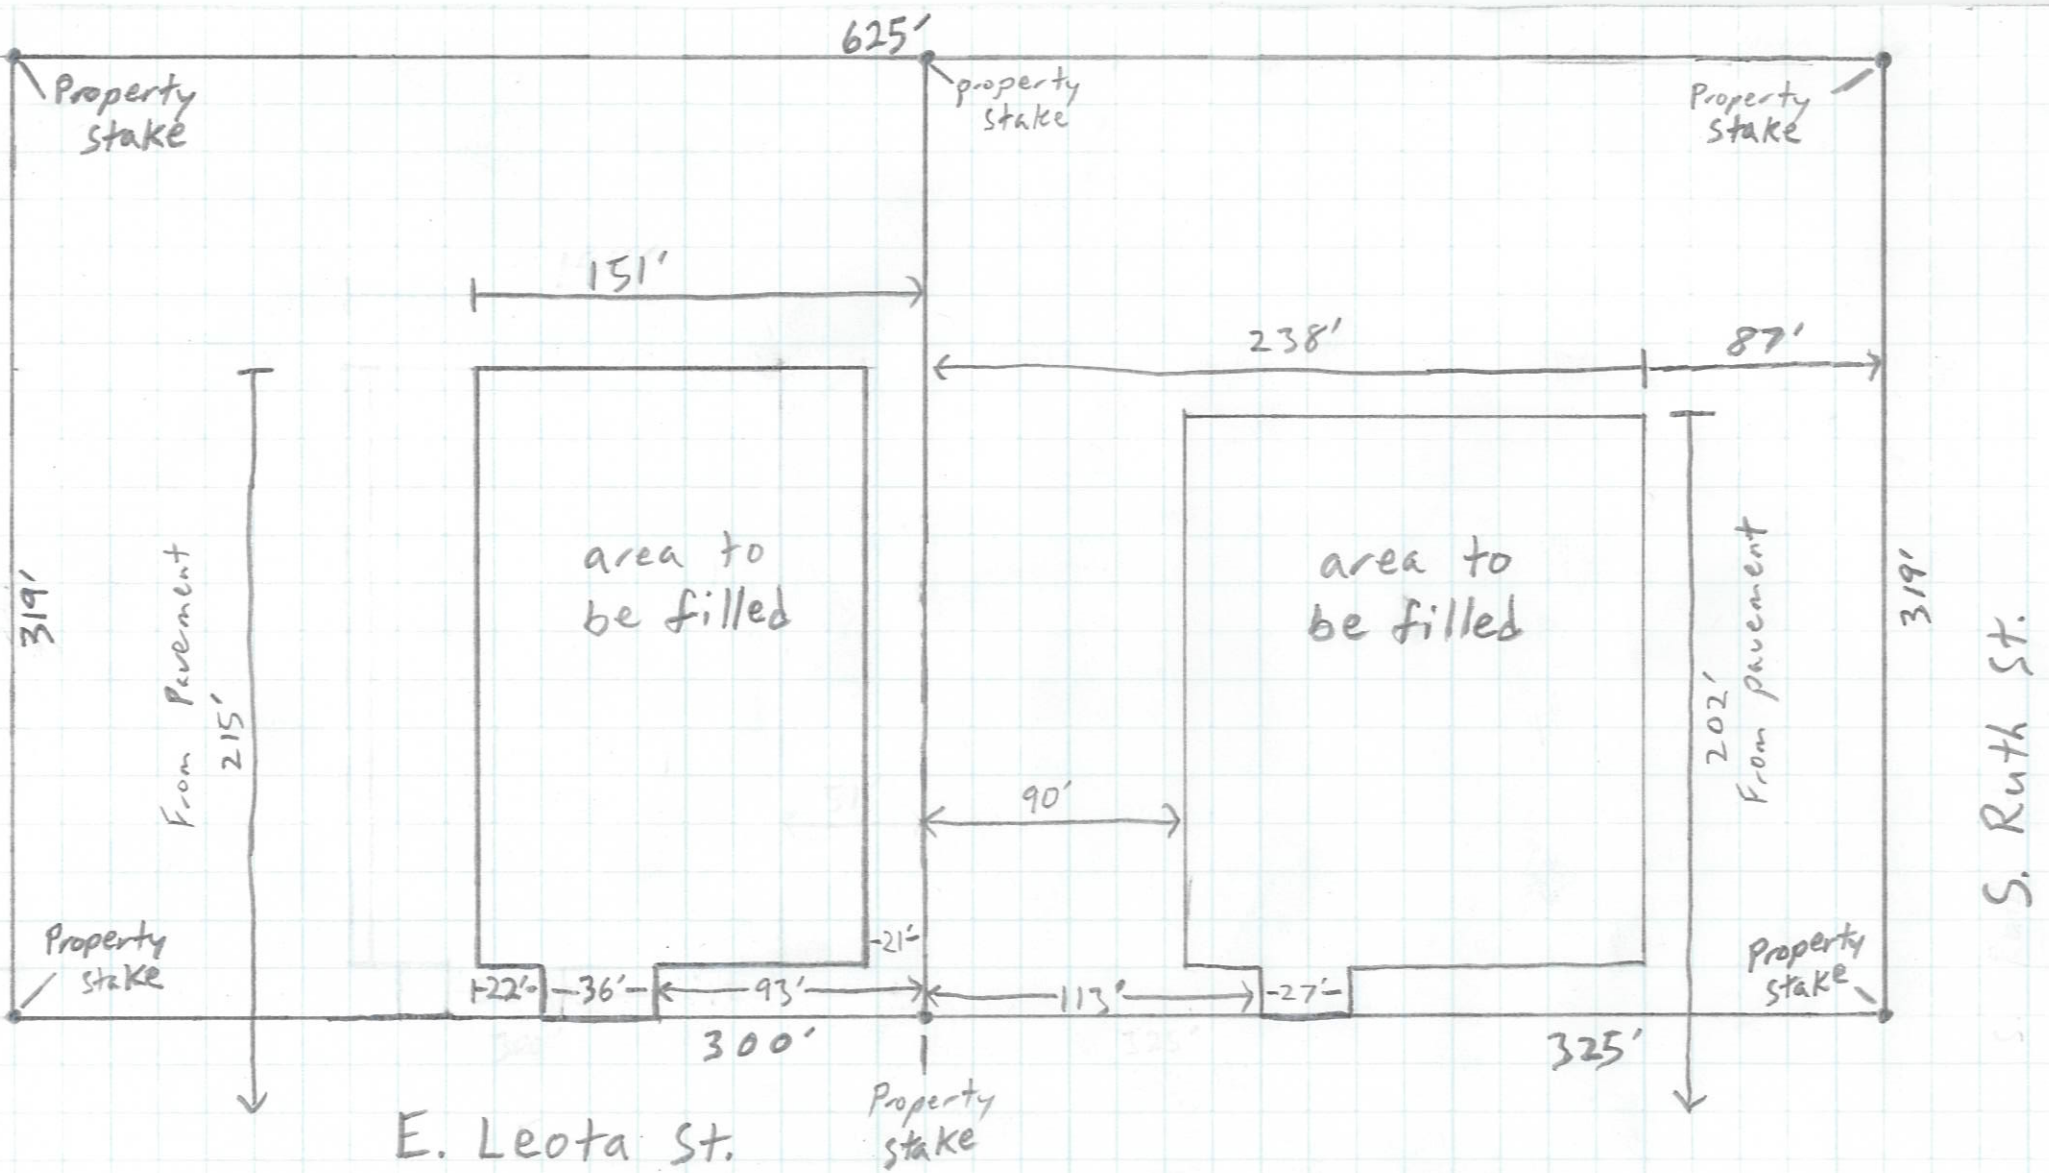 625'
Property
stake
property
stake
Property
stake
151'
238'
87'
area to
be filled
area to
be filled
319'
From Pavement
215'
90'
202'
From pavement
319'
S. Ruth St.
Property
stake
-21'-
22'
-36'-
93'
113'
-27'-
Property
stake
300'
325'
Property
stake
E. Leota St.